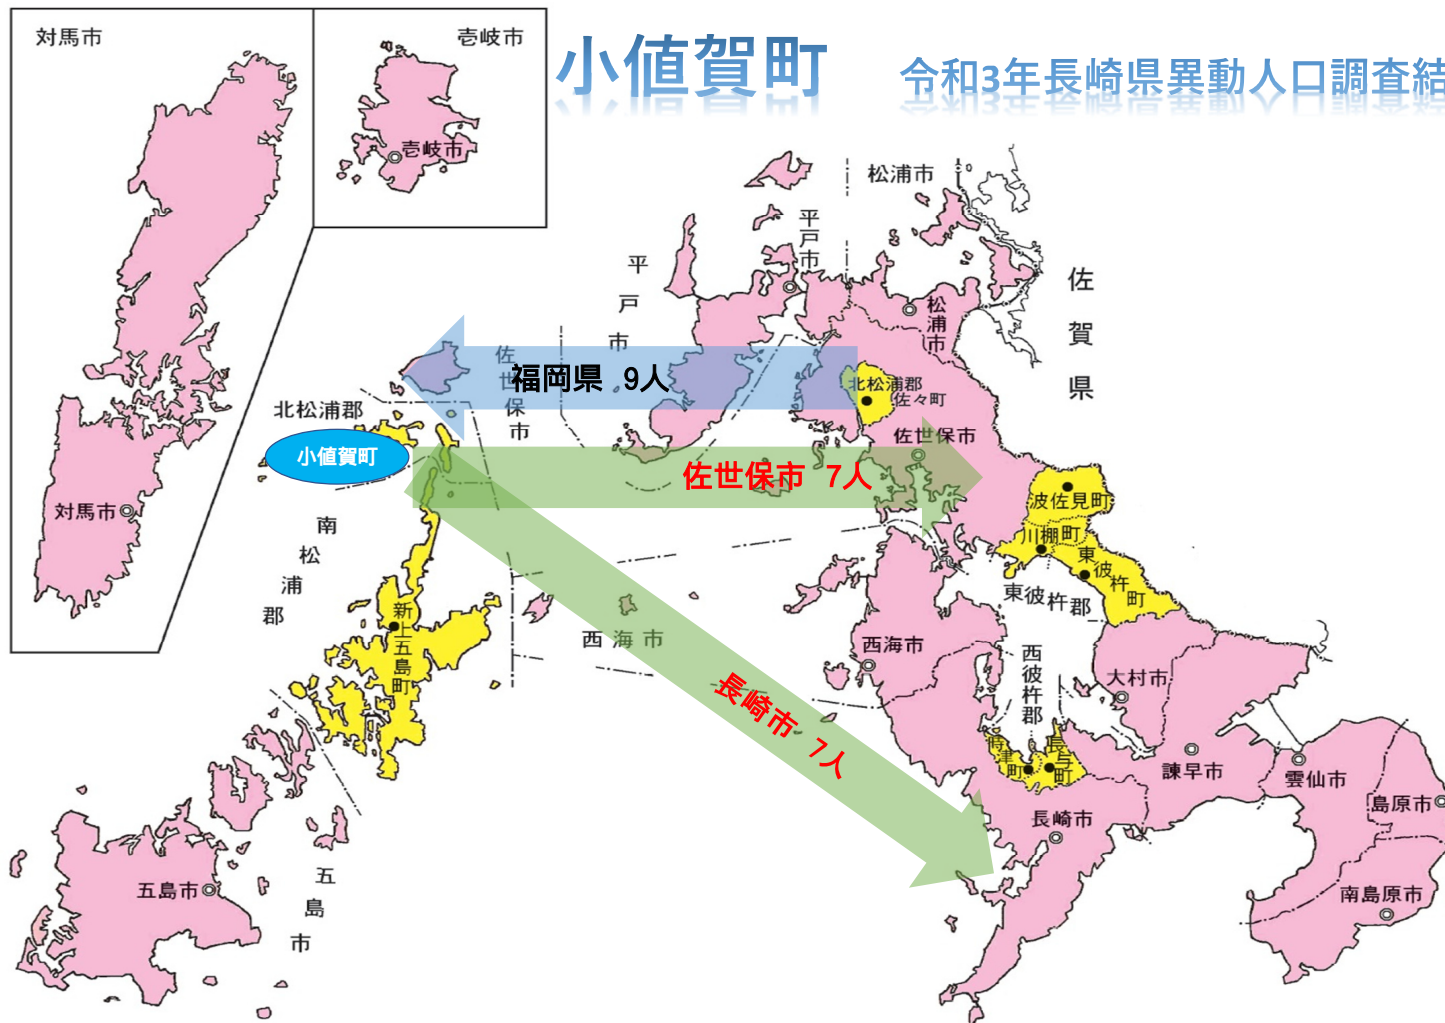 対馬市
壱岐市
小値賀町
令和3年長崎県異動人口調査結
壱岐市
松浦市
平戸市
平戸市
佐賀県
松浦市
佐世保市
福岡県 9人
北松浦郡
佐々町
北松浦郡
小値賀町
佐世保市
佐世保市 7人
対馬市
波佐見町
川棚町
東彼杵町
東彼杵郡
南松浦郡
新上五島町
西海市
西海市
西彼杵郡
大村市
長崎市 7人
時津町
長与町
諫早市
雲仙市
島原市
長崎市
五島市
五島市
南島原市